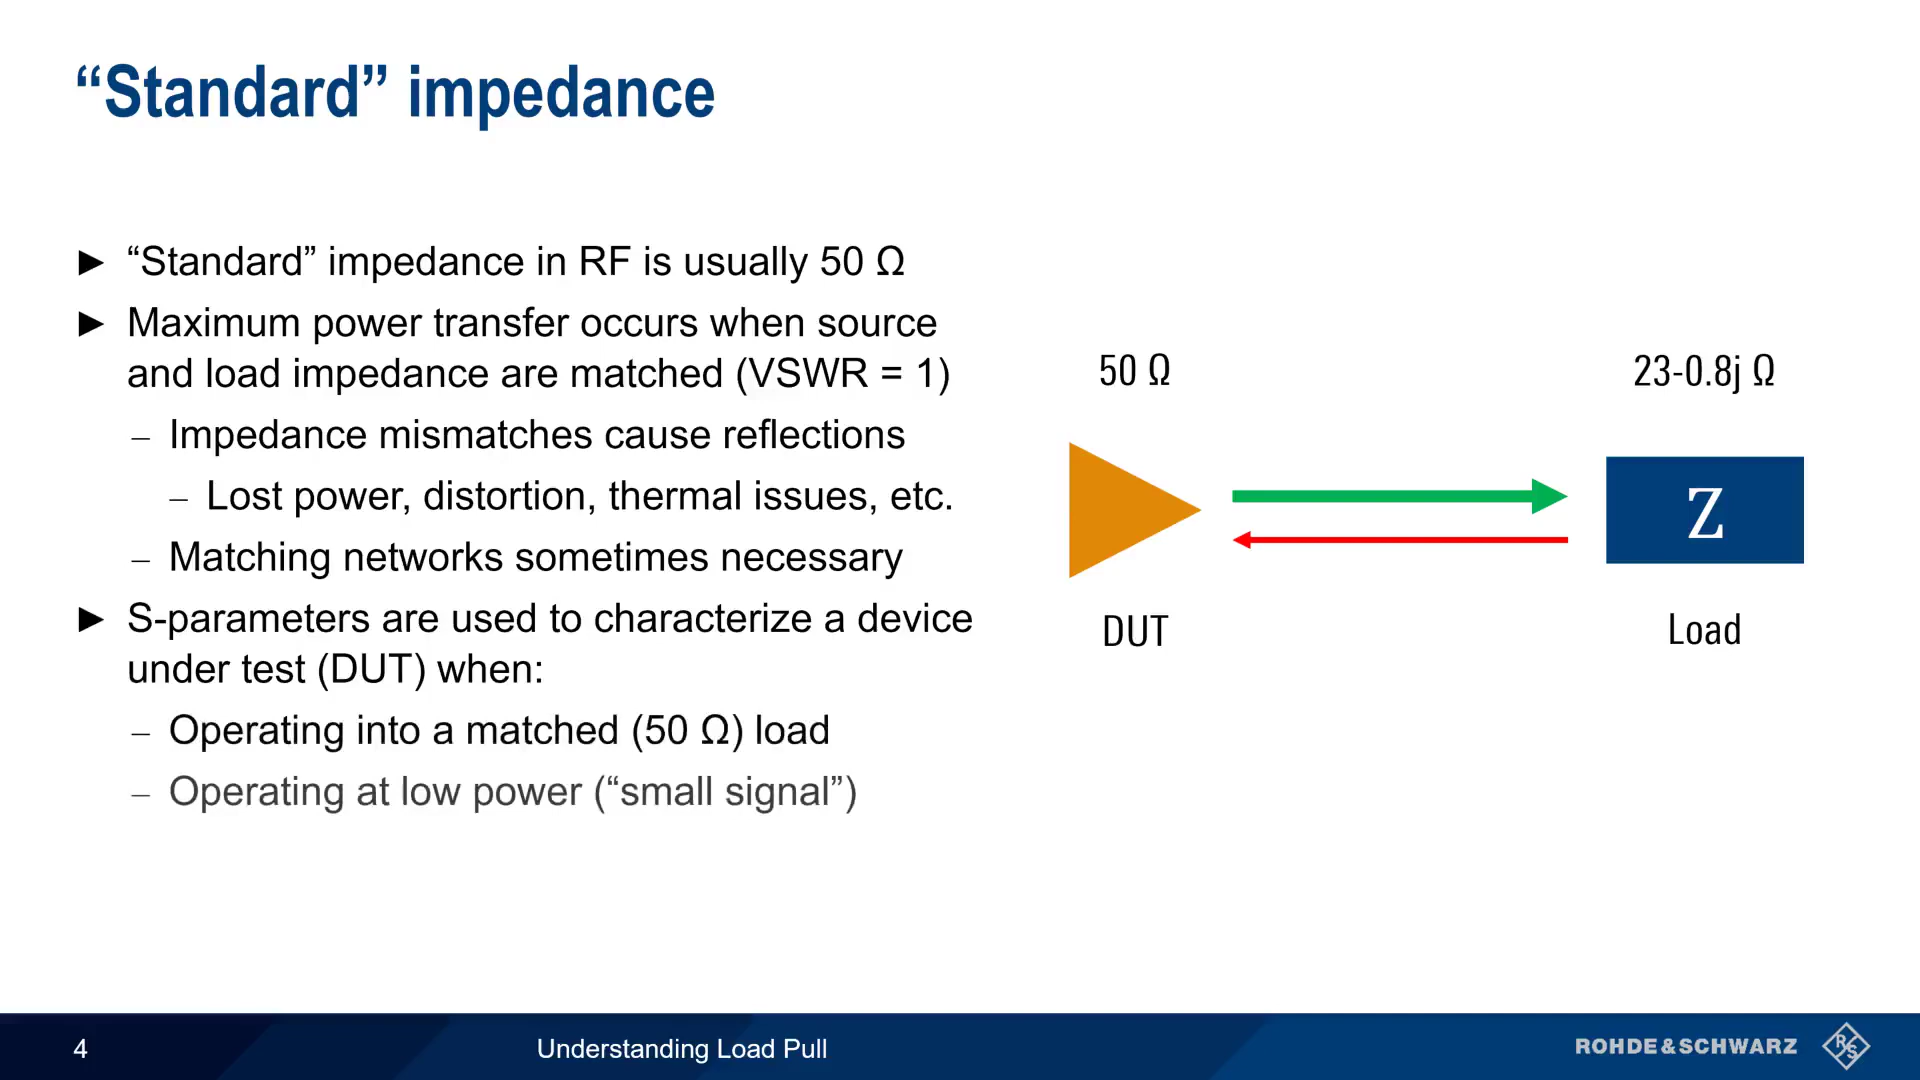 “Standard” impedance
► “Standard” impedance in RF is usually 50 Ω
► Maximum power transfer occurs when source
and load impedance are matched (VSWR = 1)
– Impedance mismatches cause reflections
– Lost power, distortion, thermal issues, etc.
– Matching networks sometimes necessary
► S-parameters are used to characterize a device
under test (DUT) when:
– Operating into a matched (50 Ω) load
– Operating at low power (“small signal”)
50 Ω
23-0.8j Ω
Z
DUT
Load
4
Understanding Load Pull
ROHDE&SCHWARZ
R&S